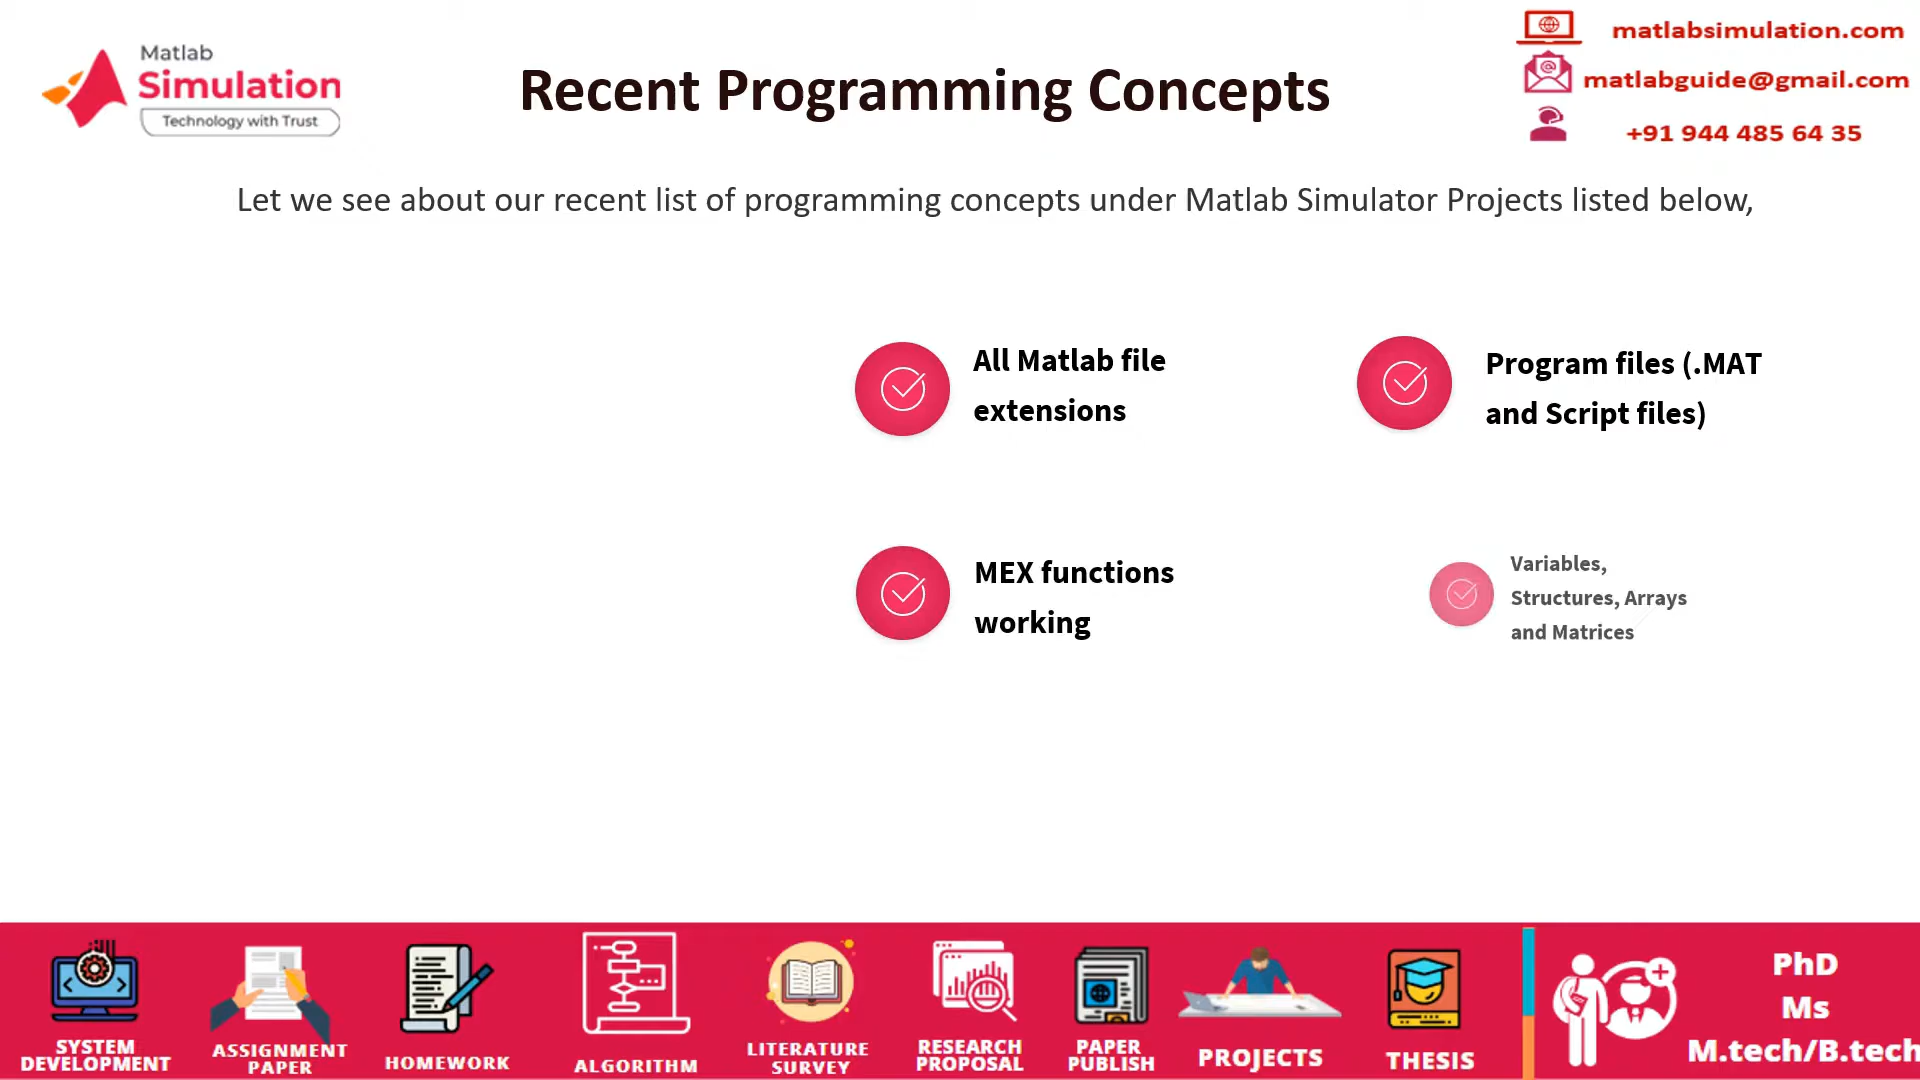 Matlab
Simulation
Technology with Trust
Recent Programming Concepts
matlabsimulation.com
matlabguide@gmail.com
+91 944 485 64 35
Let we see about our recent list of programming concepts under Matlab Simulator Projects listed below,
All Matlab file
extensions
Program files (.MAT
and Script files)
MEX functions
working
Variables,
Structures, Arrays
and Matrices
SYSTEM
DEVELOPMENT
ASSIGNMENT
PAPER
HOMEWORK
ALGORITHM
LITERATURE
SURVEY
RESEARCH
PROPOSAL
PAPER
PUBLISH
PROJECTS
THESIS
PhD
Ms
M.tech/B.tech